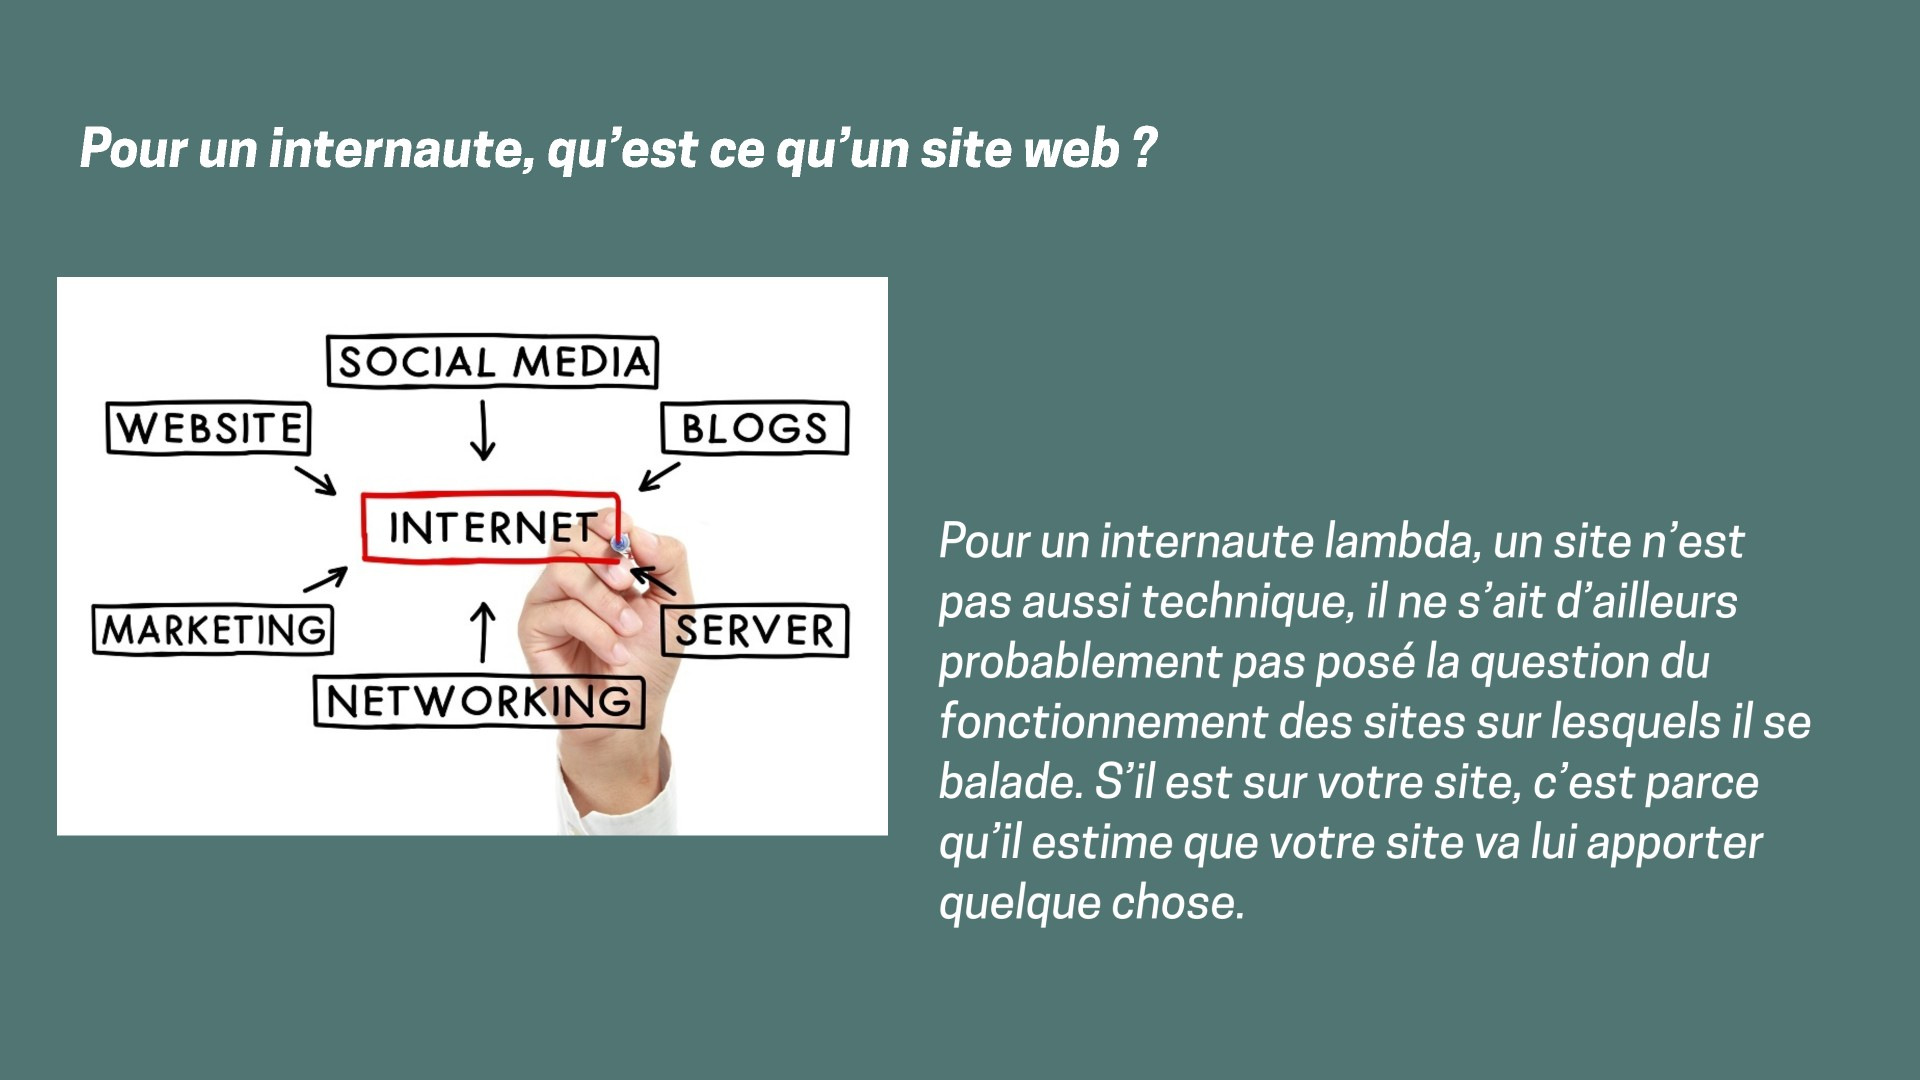 Pour un internaute, qu’est ce qu’un site web ?
SOCIAL MEDIA
WEBSITE
BLOGS
INTERNET
MARKETING
SERVER
NETWORKING
Pour un internaute lambda, un site n’est
pas aussi technique, il ne s’ait d’ailleurs
probablement pas posé la question du
fonctionnement des sites sur lesquels il se
balade. S’il est sur votre site, c’est parce
qu’il estime que votre site va lui apporter
quelque chose.